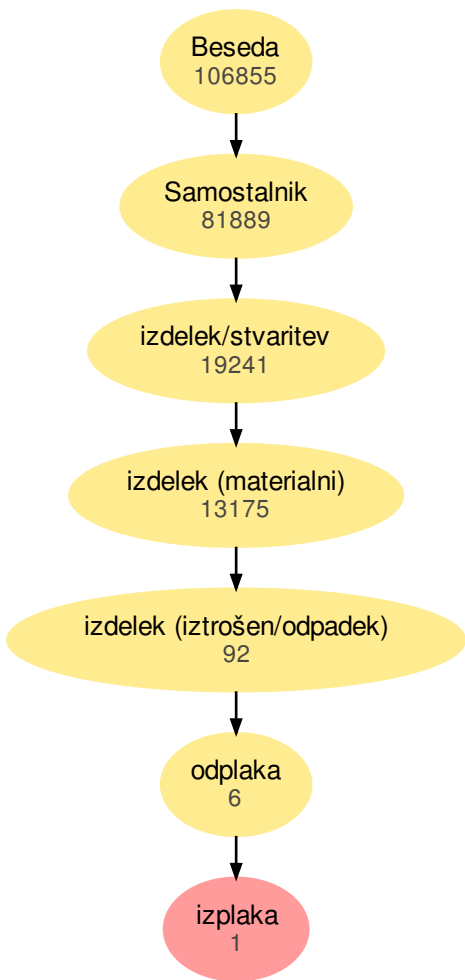 Beseda
106855
Samostalnik
81889
izdelek/stvaritev
19241
izdelek (materialni)
13175
izdelek (iztrošen/odpadek)
92
odplaka
6
izplaka
1